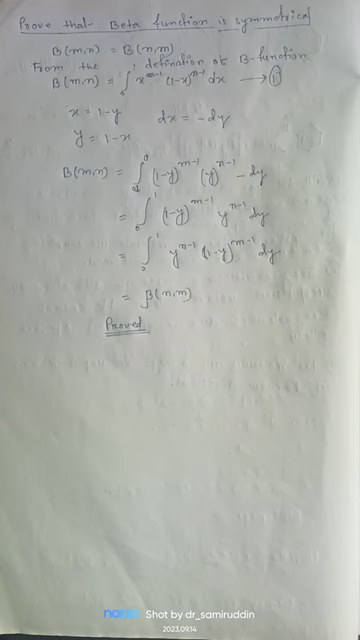 Prove that Beta function is symmetrical
B(m,n) = B(n,m)
From the defination of B-function
B(m,n) = ∫₀¹ x^{m-1} (1-x)^{n-1} dx ⟶ ①
x = 1-y dx = -dy
y = 1-x
B(m,n) = ∫ (1-y)^{m-1} (y)^{n-1} - dy
= ∫₀¹ (1-y)^{m-1} y^{n-1} dy
= ∫₀¹ y^{n-1} (1-y)^{m-1} dy
= β(n,m)
Proved
narzo Shot by dr_samiruddin
2023.09.14